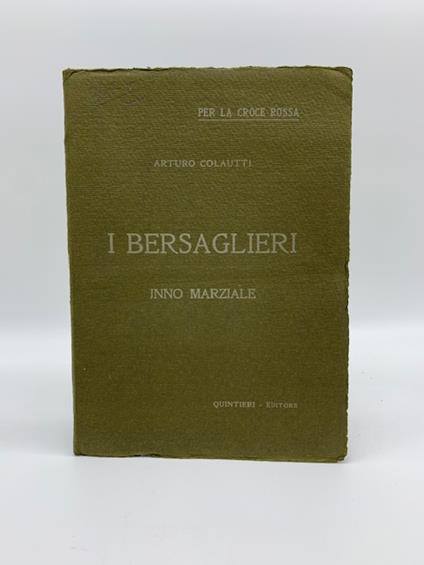 PER LA CROCE ROSSA
ARTURO COLAUTTI
I BERSAGLIERI
INNO MARZIALE
QUINTIERI - EDITORE